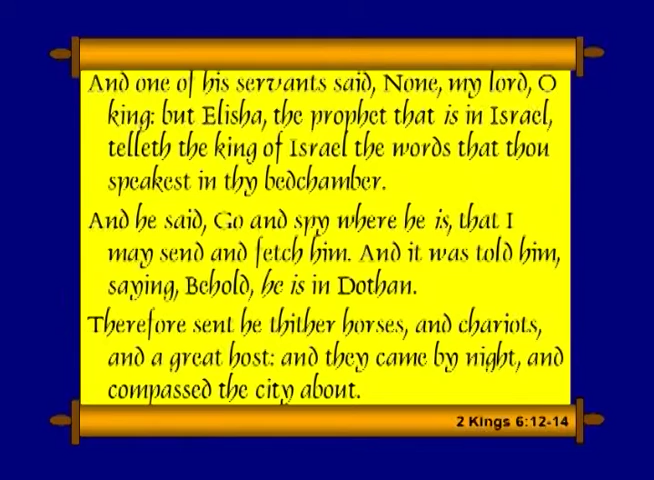 And one of his servants said, None, my lord, O
king: but Elisha, the prophet that is in Israel,
telleth the king of Israel the words that thou
speakest in thy bedchamber.
And he said, Go and spy where he is, that I
may send and fetch him. And it was told him,
saying, Behold, he is in Dothan.
Therefore sent he thither horses, and chariots,
and a great host: and they came by night, and
compassed the city about.
2 Kings 6:12-14